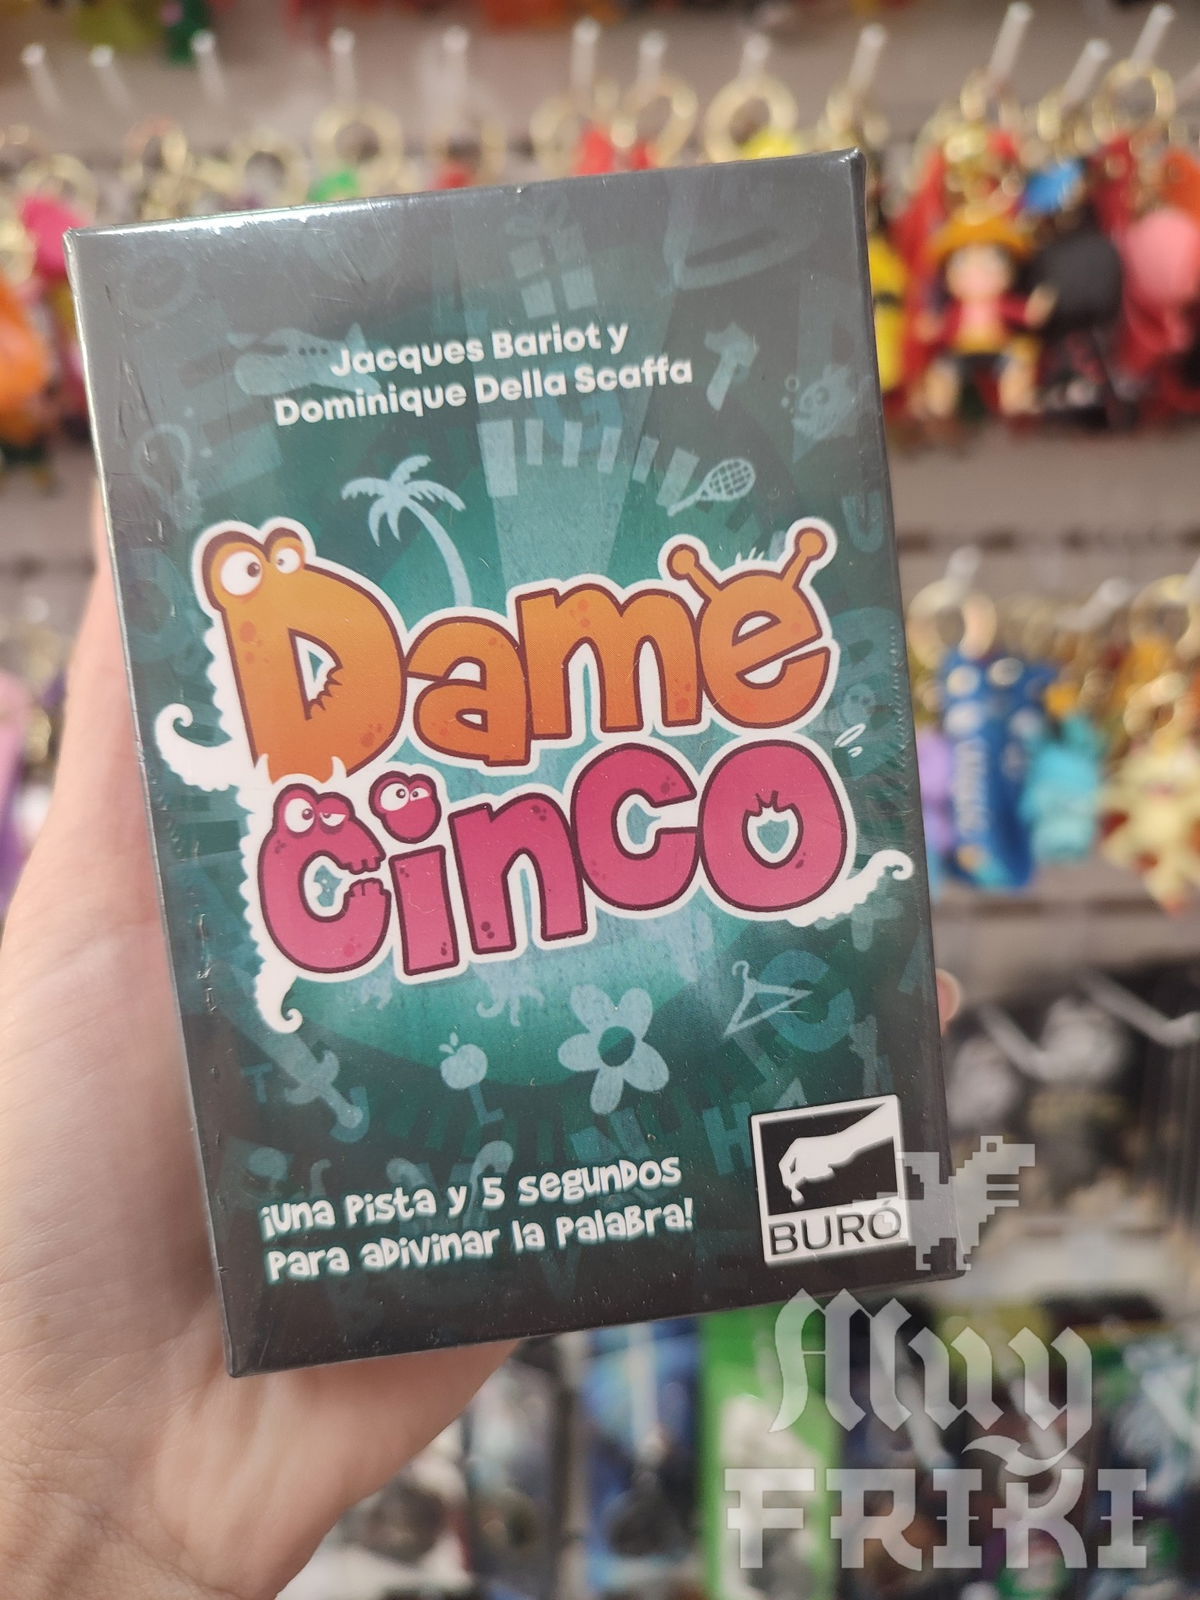 Jacques Bariot y
Dominique Della Scaffa
Dame
Cinco
¡Una Pista y 5 segundos
para adivinar la palabra!
BURÓ
Muy
FRIKI